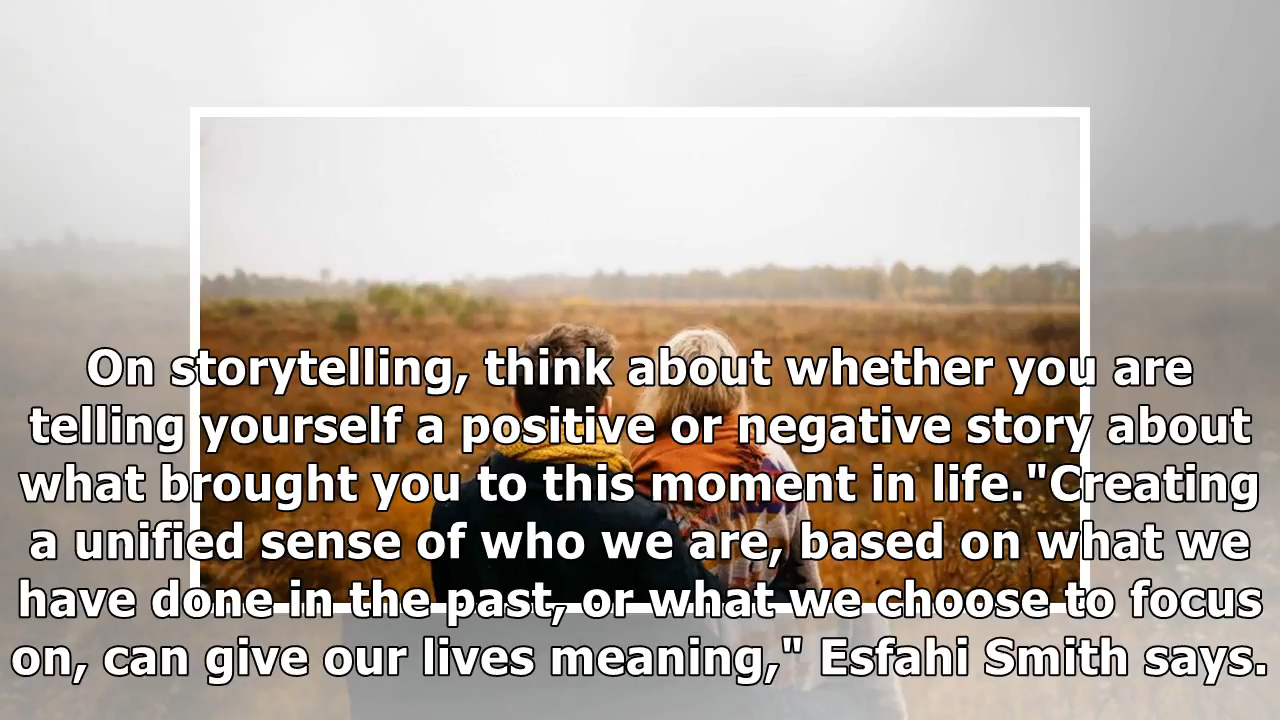 On storytelling, think about whether you are
telling yourself a positive or negative story about
what brought you to this moment in life."Creating
a unified sense of who we are, based on what we
have done in the past, or what we choose to focus
on, can give our lives meaning," Esfahi Smith says.